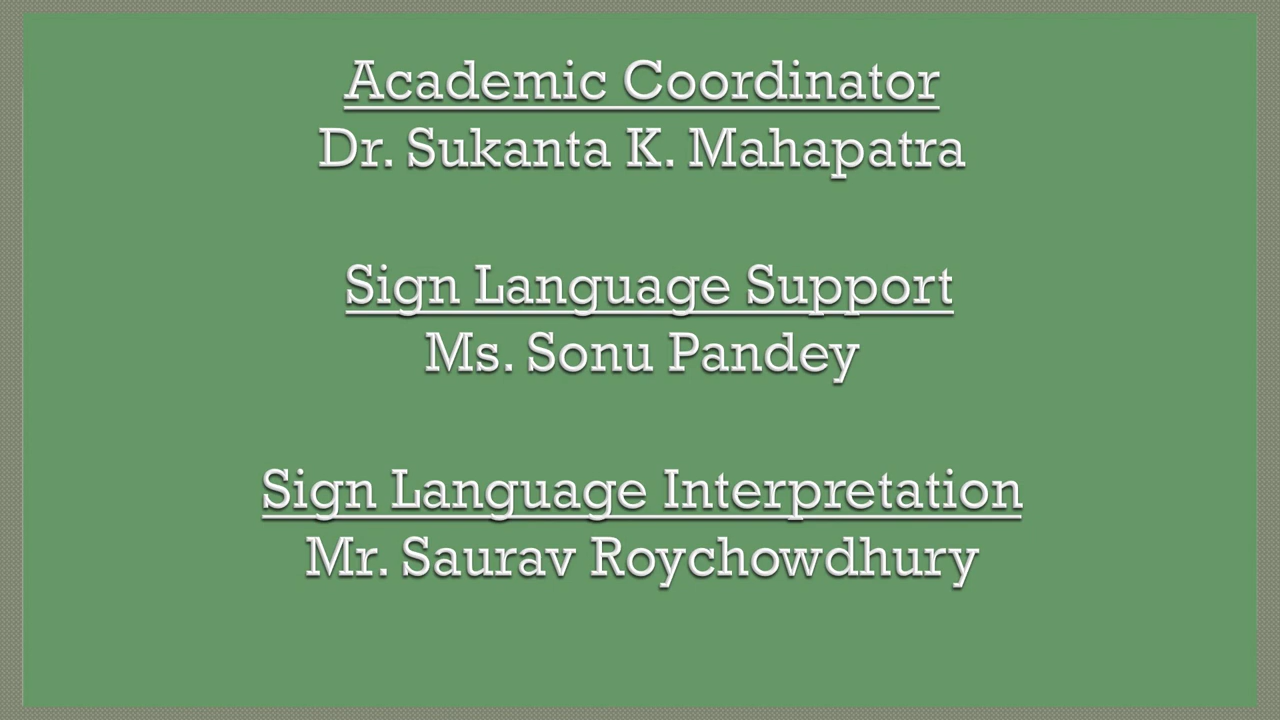 Academic Coordinator
Dr. Sukanta K. Mahapatra
Sign Language Support
Ms. Sonu Pandey
Sign Language Interpretation
Mr. Saurav Roychowdhury